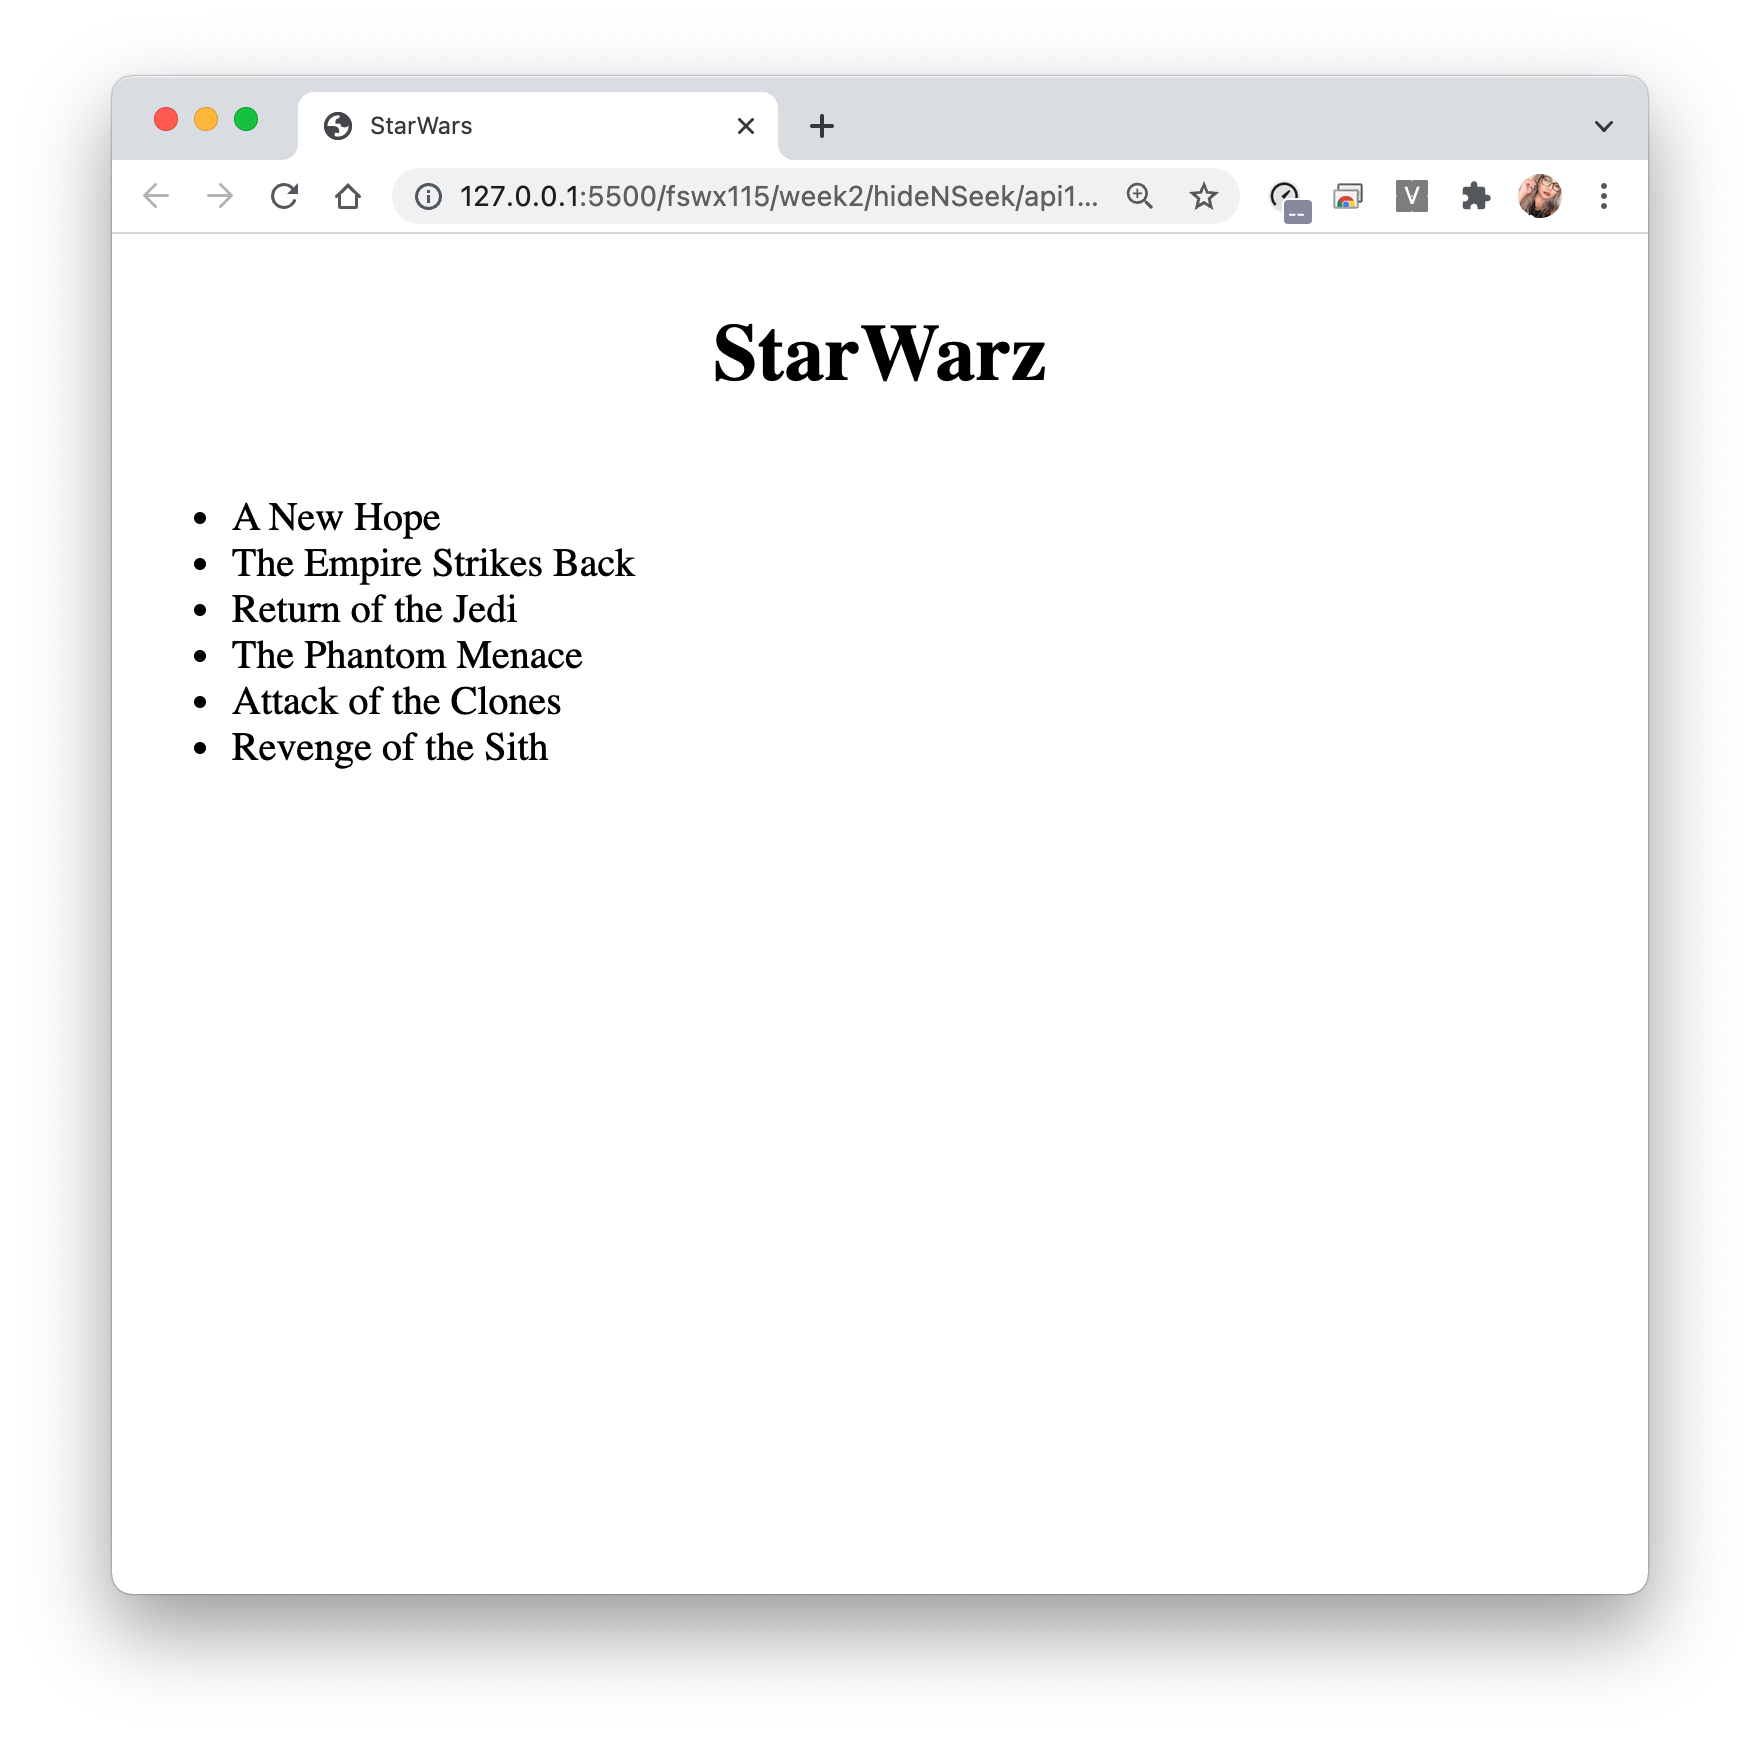 StarWars
127.0.0.1:5500/fswx115/week2/hideNSeek/api1...
V
--
StarWarz
• A New Hope
• The Empire Strikes Back
• Return of the Jedi
• The Phantom Menace
• Attack of the Clones
• Revenge of the Sith